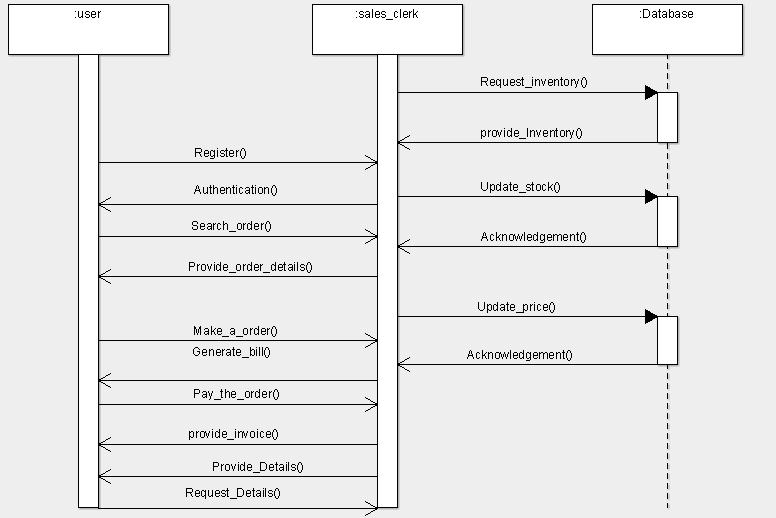 :user
:sales_clerk
:Database
Request_inventory()
provide_Inventory()
Register()
Authentication()
Update_stock()
Search_order()
Acknowledgement()
Provide_order_details()
Update_price()
Make_a_order()
Generate_bill()
Acknowledgement()
Pay_the_order()
provide_invoice()
Provide_Details()
Request_Details()